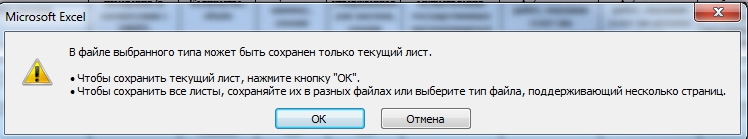 Microsoft Excel
В файле выбранного типа может быть сохранен только текущий лист.
• Чтобы сохранить текущий лист, нажмите кнопку "ОК".
• Чтобы сохранить все листы, сохраняйте их в разных файлах или выберите тип файла, поддерживающий несколько страниц.
ОК
Отмена